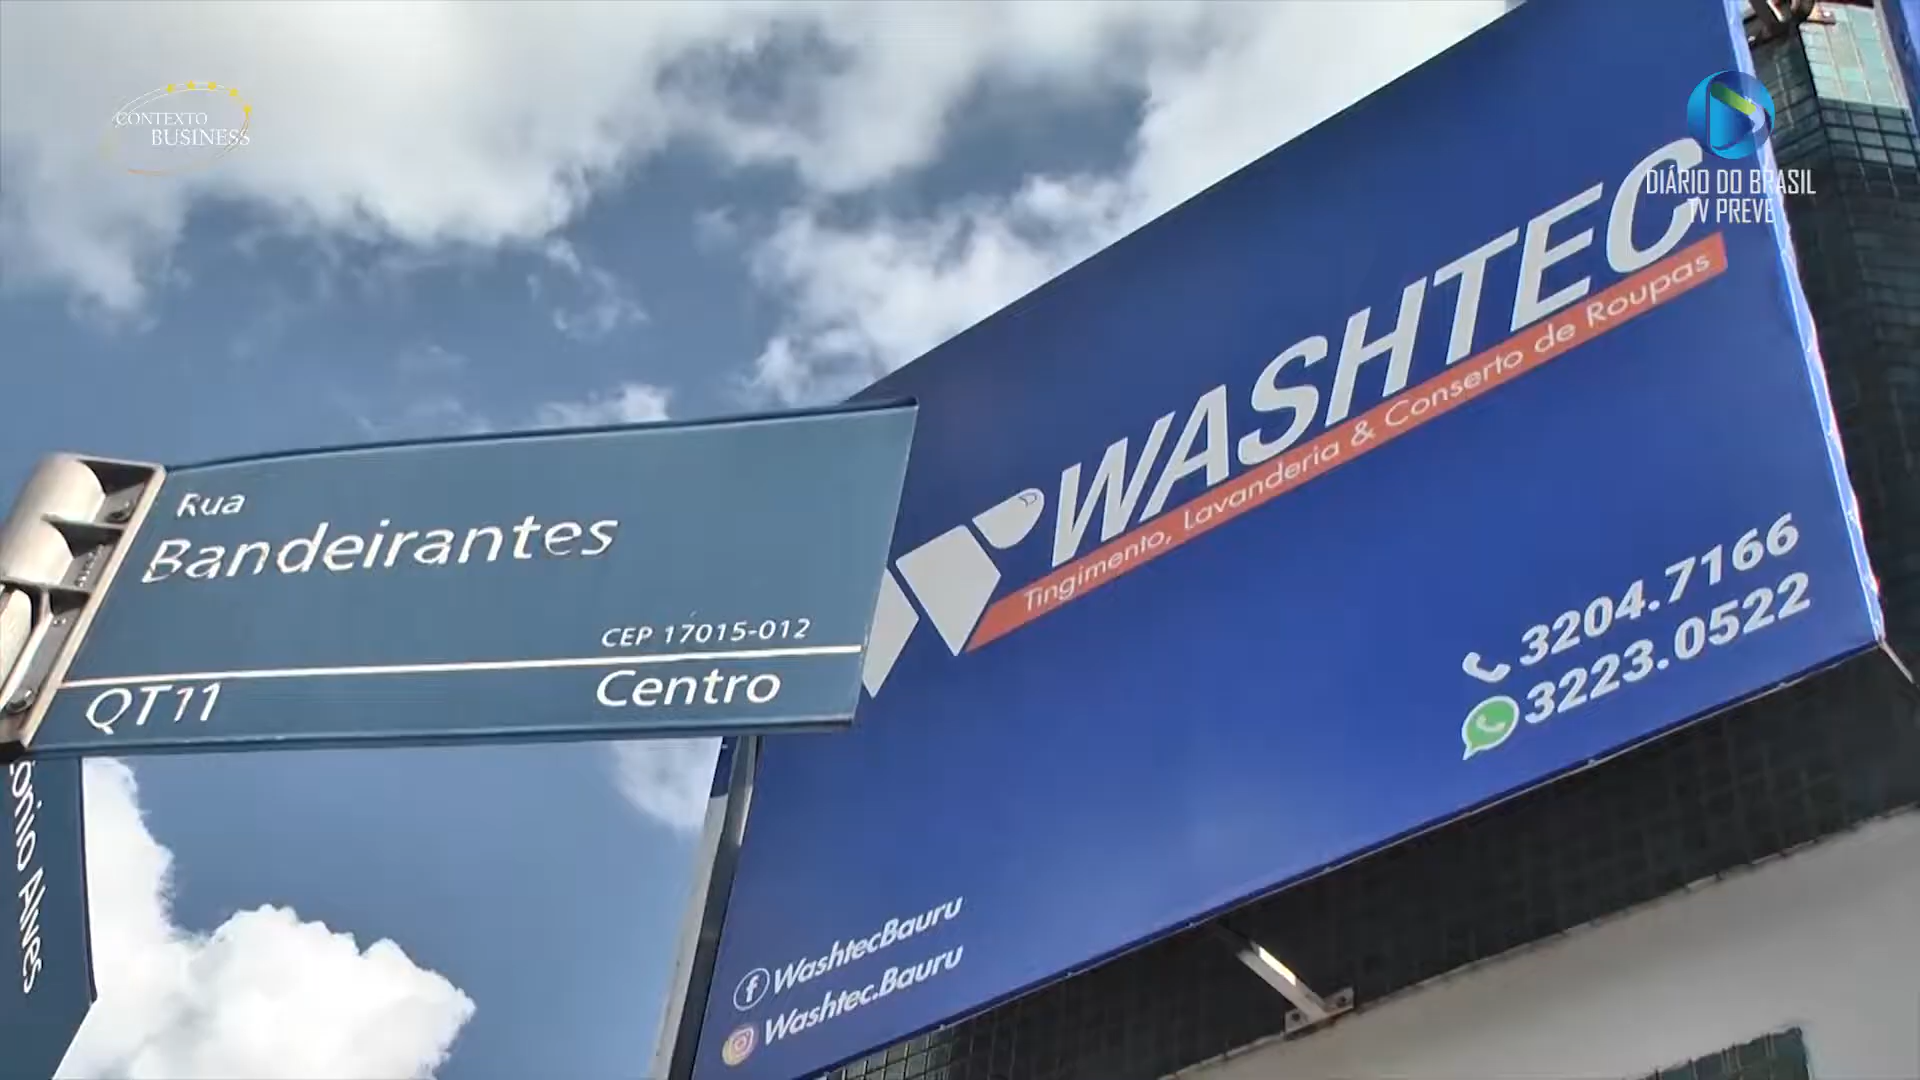 CONTEXTO
BUSINESS
DIÁRIO DO BRASIL
TV PREVE
WASHTEC
Tingimento, Lavanderia & Conserto de Roupas
3204.7166
3223.0522
WashtecBauru
Washtec.Bauru
Rua
Bandeirantes
CEP 17015-012
QT11
Centro
Alves